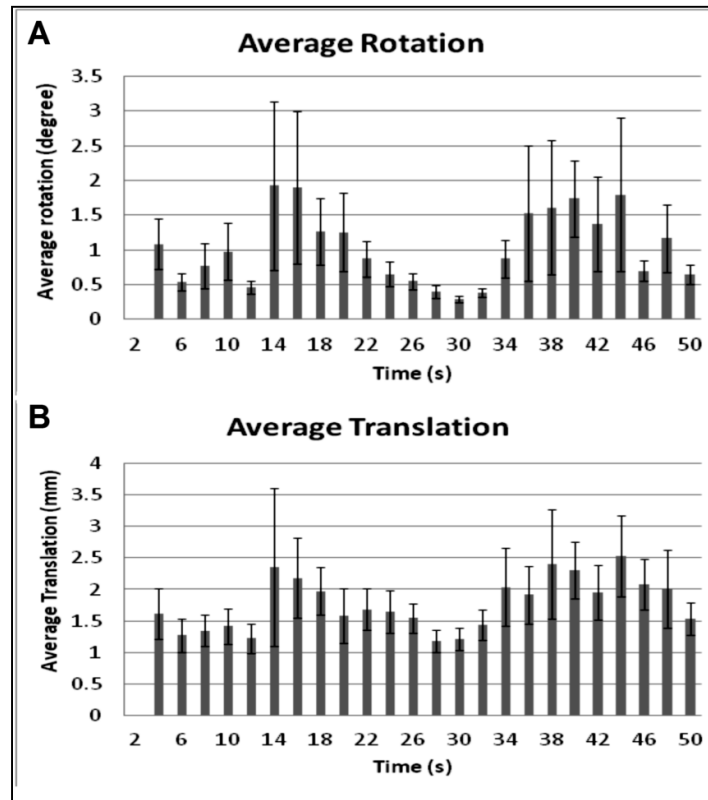 A
Average Rotation
Average rotation (degree)
3.5
3
2.5
2
1.5
1
0.5
0
2 6 10 14 18 22 26 30 34 38 42 46 50
Time (s)
B
Average Translation
Average Translation (mm)
4
3.5
3
2.5
2
1.5
1
0.5
0
2 6 10 14 18 22 26 30 34 38 42 46 50
Time (s)